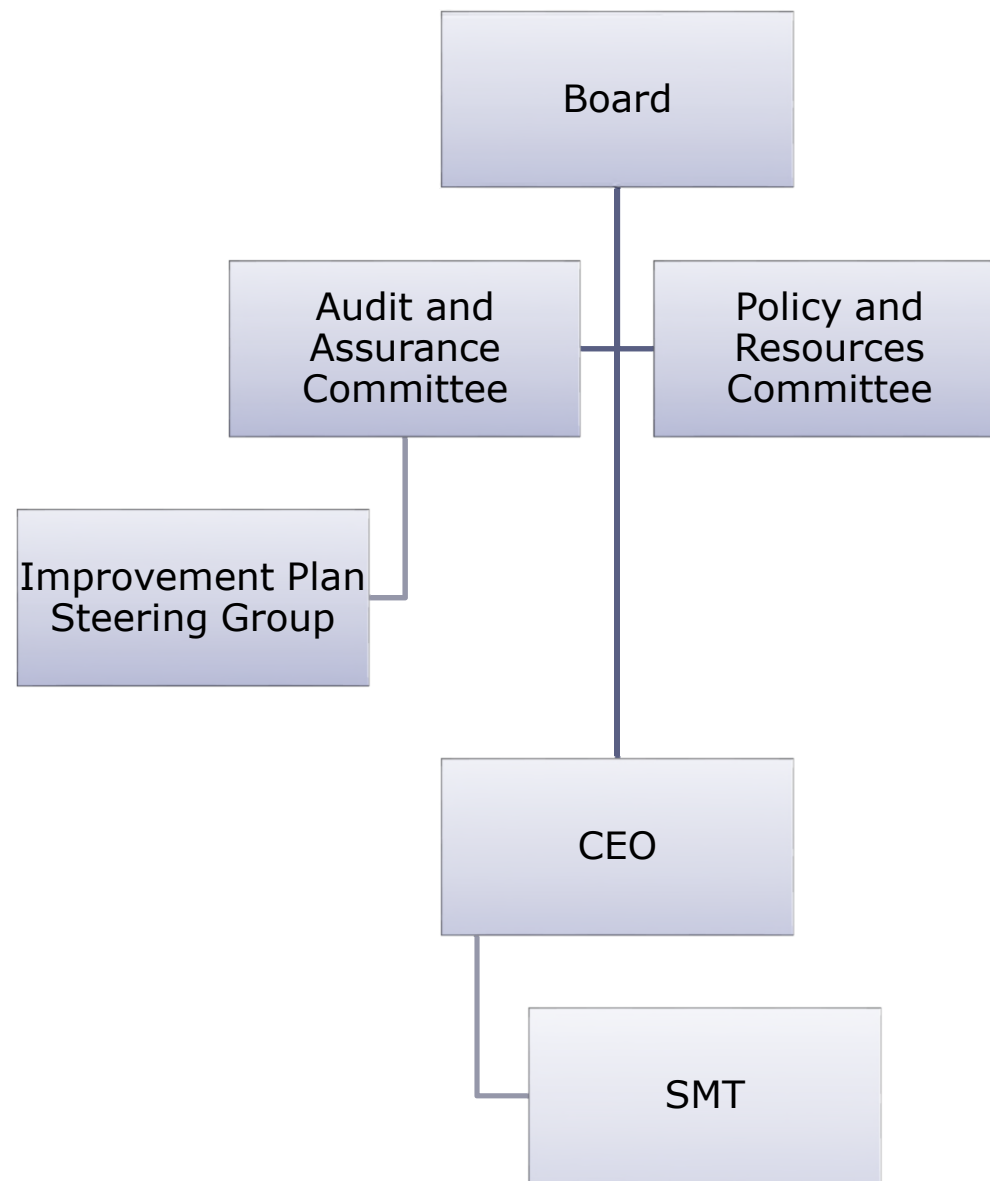 Board
Audit and
Assurance
Committee
Policy and
Resources
Committee
Improvement Plan
Steering Group
CEO
SMT